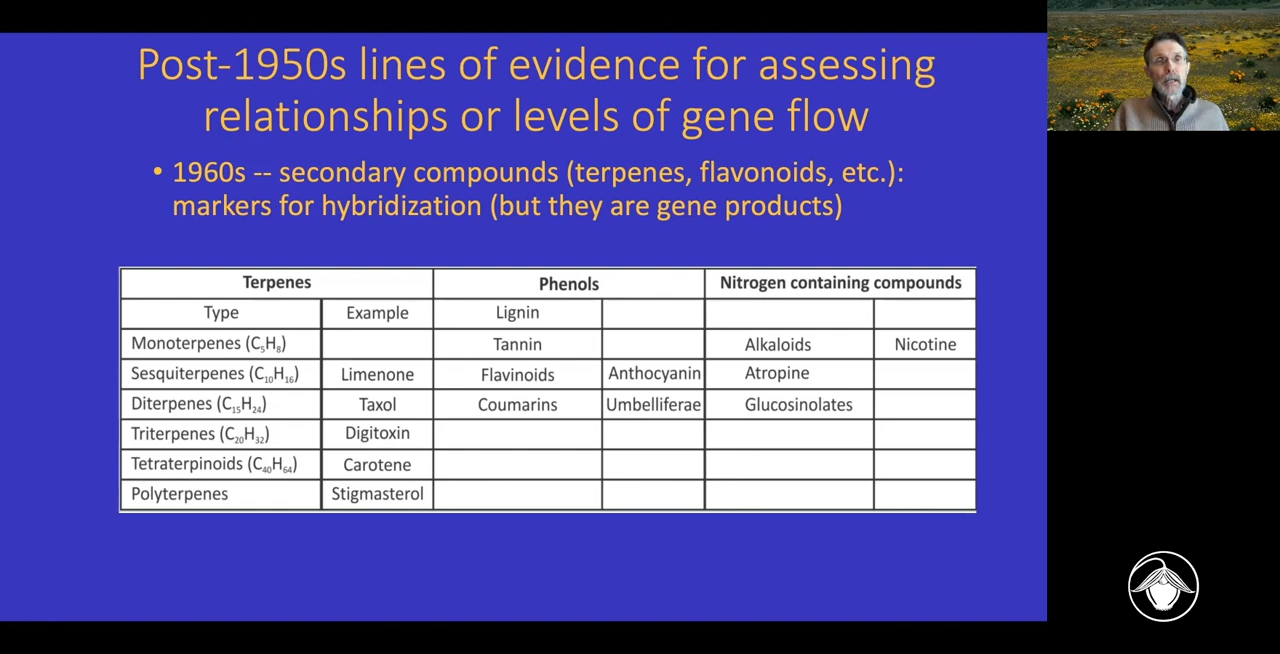 Post-1950s lines of evidence for assessing
relationships or levels of gene flow
• 1960s -- secondary compounds (terpenes, flavonoids, etc.):
markers for hybridization (but they are gene products)
Terpenes Phenols Nitrogen containing compounds
Type Example Lignin
Monoterpenes (C₅H₈) Tannin Alkaloids Nicotine
Sesquiterpenes (C₁₀H₁₆) Limenone Flavinoids Anthocyanin Atropine
Diterpenes (C₁₅H₂₄) Taxol Coumarins Umbelliferae Glucosinolates
Triterpenes (C₂₀H₃₂) Digitoxin
Tetraterpinoids (C₄₀H₆₄) Carotene
Polyterpenes Stigmasterol